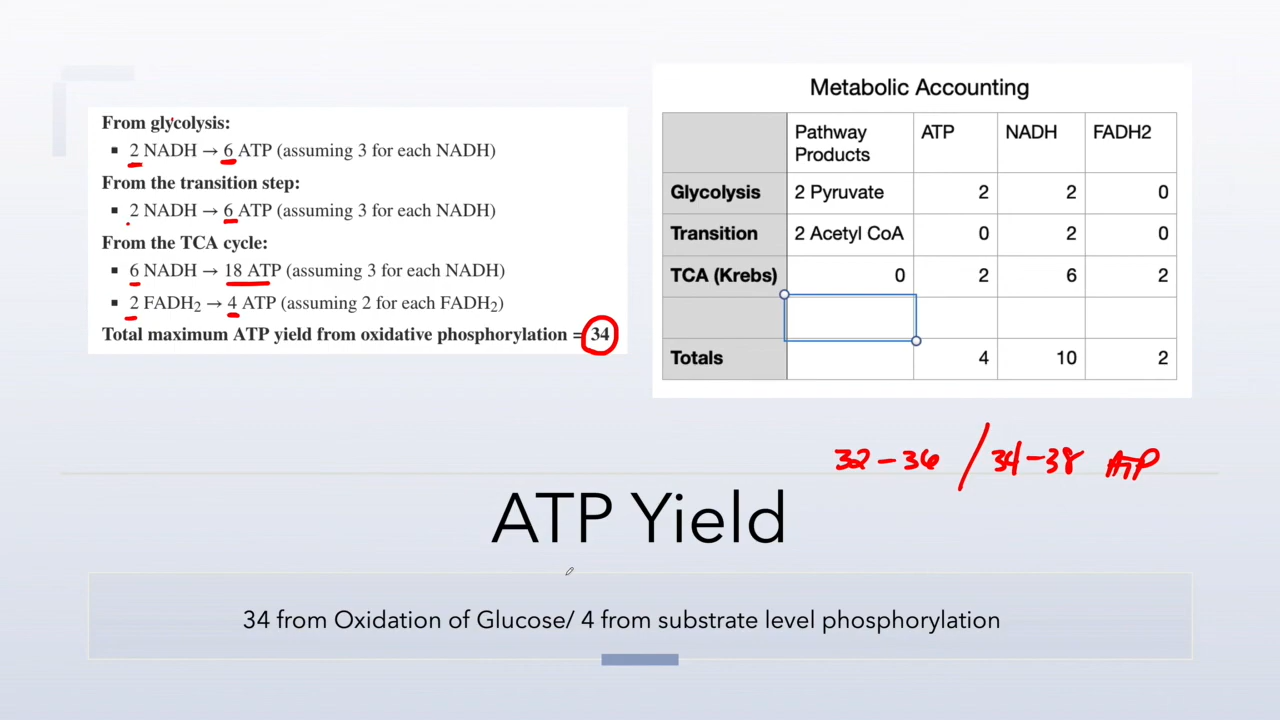 From glycolysis:
▪ 2 NADH → 6 ATP (assuming 3 for each NADH)
From the transition step:
▪ 2 NADH → 6 ATP (assuming 3 for each NADH)
From the TCA cycle:
▪ 6 NADH → 18 ATP (assuming 3 for each NADH)
▪ 2 FADH₂ → 4 ATP (assuming 2 for each FADH₂)
Total maximum ATP yield from oxidative phosphorylation = 34
Metabolic Accounting
Pathway Products ATP NADH FADH2
Glycolysis 2 Pyruvate 2 2 0
Transition 2 Acetyl CoA 0 2 0
TCA (Krebs) 0 2 6 2
Totals 4 10 2
32-36 / 34-38 ATP
ATP Yield
34 from Oxidation of Glucose/ 4 from substrate level phosphorylation